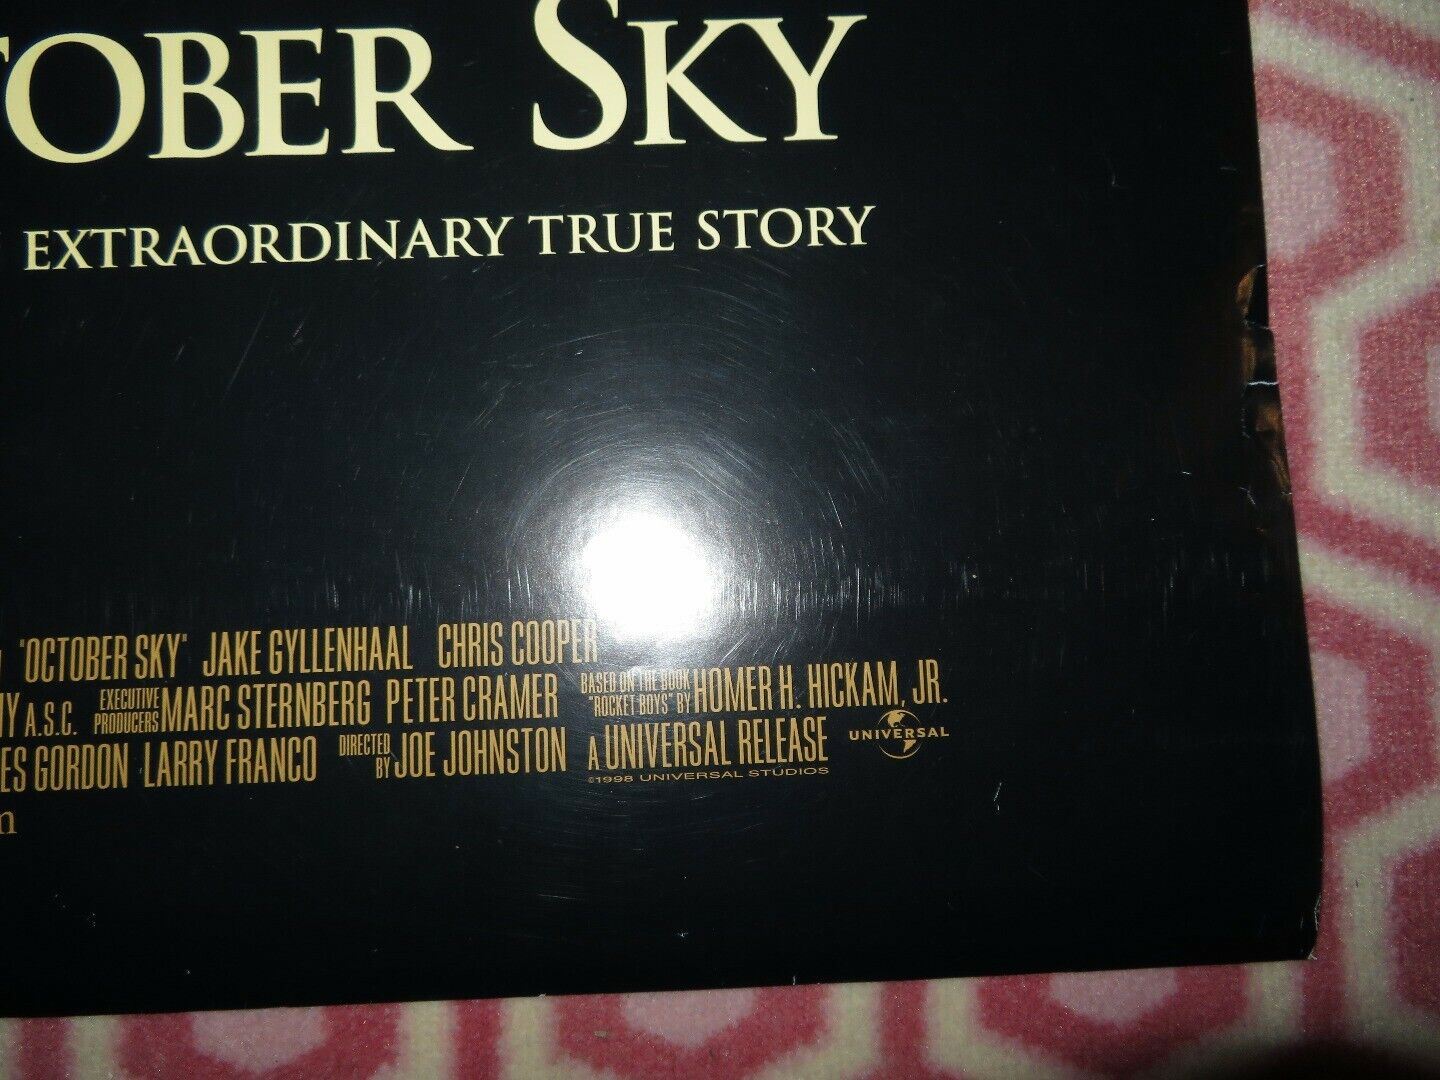 TOBER SKY
EXTRAORDINARY TRUE STORY
"OCTOBER SKY" JAKE GYLLENHAAL CHRIS COOPER
HY A.S.C. EXECUTIVE PRODUCERS MARC STERNBERG PETER CRAMER BASED ON THE BOOK "ROCKET BOYS" BY HOMER H. HICKAM, JR.
ES GORDON LARRY FRANCO DIRECTED BY JOE JOHNSTON A UNIVERSAL RELEASE UNIVERSAL
©1998 UNIVERSAL STUDIOS
m